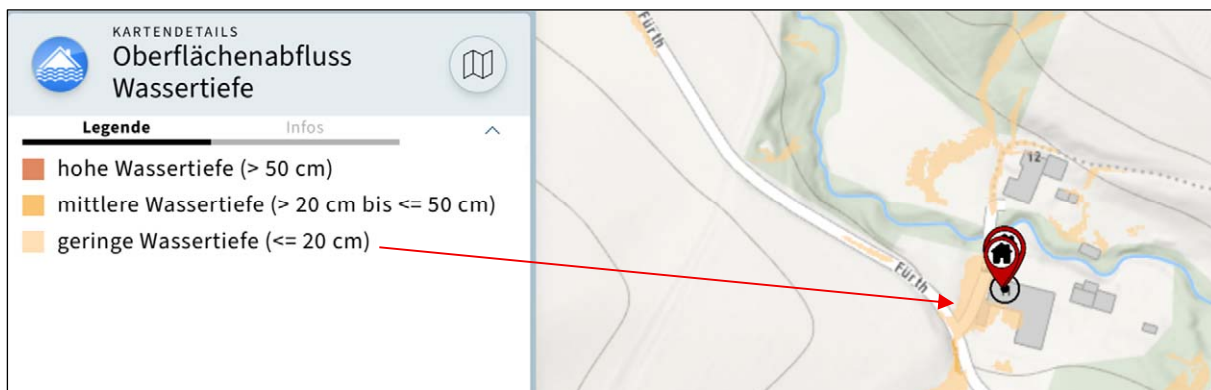 KARTENDETAILS
Oberflächenabfluss
Wassertiefe
Legende
Infos
hohe Wassertiefe (> 50 cm)
mittlere Wassertiefe (> 20 cm bis <= 50 cm)
geringe Wassertiefe (<= 20 cm)
Fürth
12
Fürth